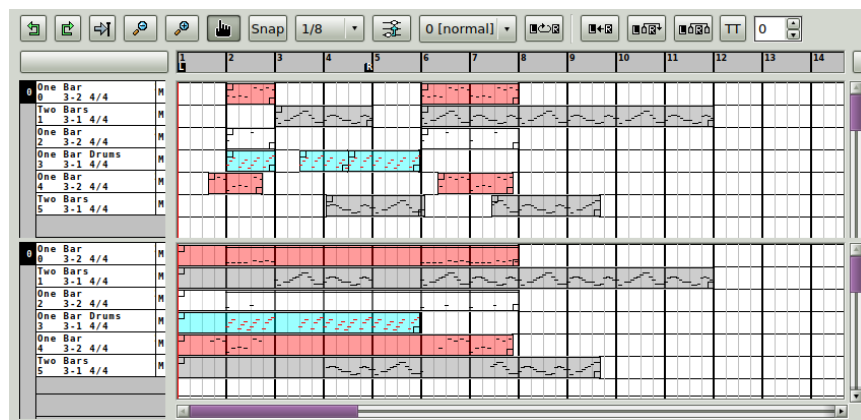 Snap 1/8 0 [normal] TT 0
1 2 3 4 5 6 7 8 9 10 11 12 13 14
L R
0 One Bar
0 3-2 4/4 M
Two Bars
1 3-1 4/4 M
One Bar
2 3-2 4/4 M
One Bar Drums
3 3-1 4/4 M
One Bar
4 3-2 4/4 M
Two Bars
5 3-1 4/4 M
0 One Bar
0 3-2 4/4 M
Two Bars
1 3-1 4/4 M
One Bar
2 3-2 4/4 M
One Bar Drums
3 3-1 4/4 M
One Bar
4 3-2 4/4 M
Two Bars
5 3-1 4/4 M